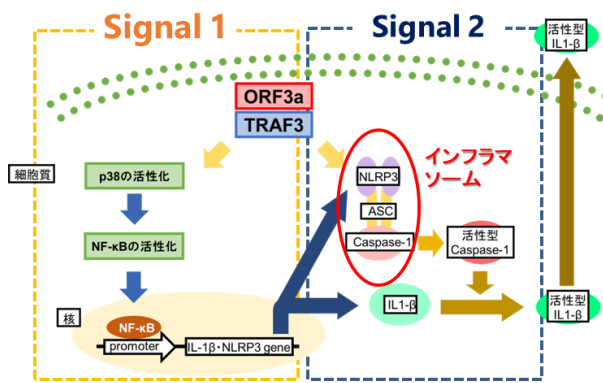 Signal 1
Signal 2
活性型
IL1-β
ORF3a
TRAF3
細胞質
p38の活性化
NF-κBの活性化
インフラマ
ソーム
NLRP3
ASC
Caspase-1
活性型
Caspase-1
核
NF-κB
promoter
IL-1β・NLRP3 gene
IL1-β
活性型
IL1-β